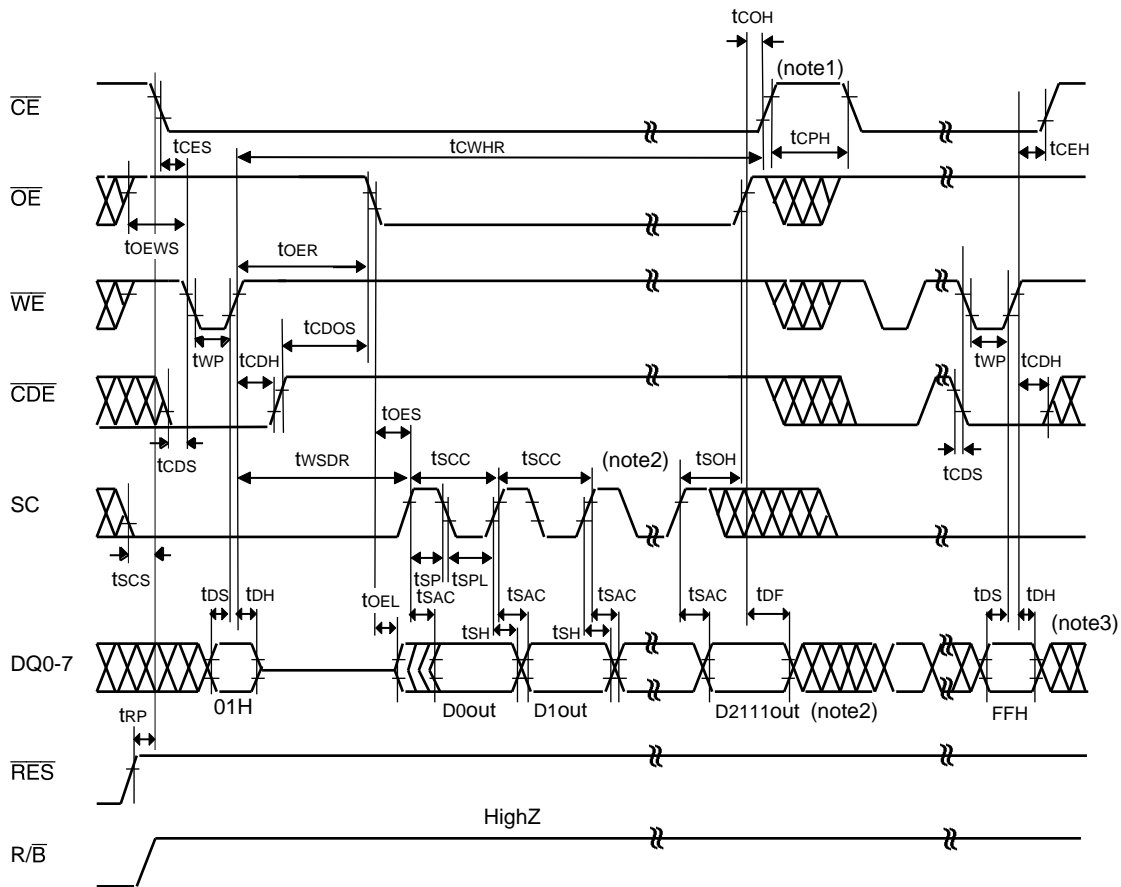 tCOH
(note1)
CE
tCES
tCWHR
tCPH
tCEH
OE
tOEWS
tOER
WE
tCDOS
tWP
tCDH
tWP
tCDH
CDE
tOES
tCDS
tWSDR
tSCC
tSCC
(note2)
tSOH
tCDS
SC
tSCS
tSP
tSPL
tDS
tDH
tOEL
tSAC
tSAC
tSAC
tSAC
tDF
tDS
tDH
tSH
tSH
(note3)
DQ0-7
01H
D0out
D1out
D2111out (note2)
FFH
tRP
RES
HighZ
R/B